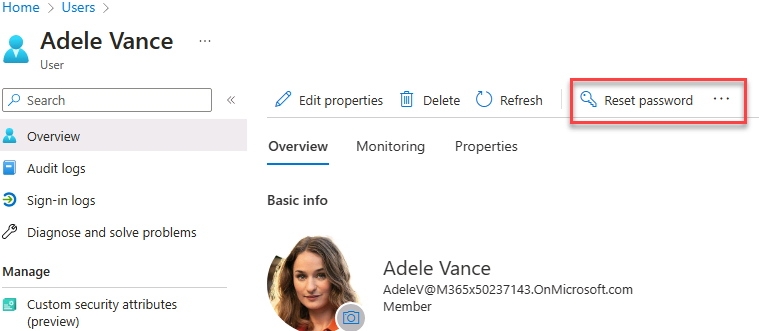 Home > Users >
Adele Vance ...
User
Search «
Edit properties Delete Refresh Reset password ...
Overview
Audit logs
Sign-in logs
Diagnose and solve problems
Manage
Custom security attributes
(preview)
Overview Monitoring Properties
Basic info
Adele Vance
AdeleV@M365x50237143.OnMicrosoft.com
Member